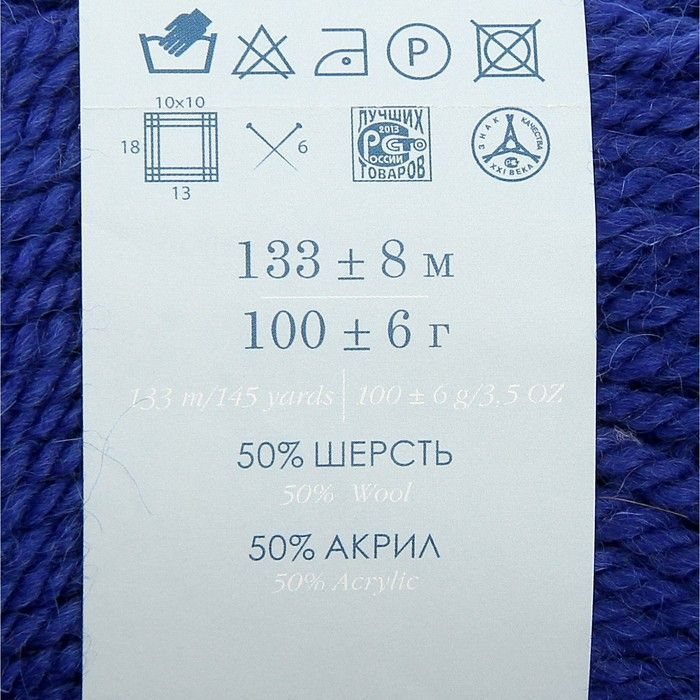 P
10x10
18
6
13
ЛУЧШИХ
2013
РОССИИ
ТОВАРОВ
ЗНАК КАЧЕСТВА
XXI ВЕКА
133 ± 8 м
100 ± 6 г
133 m/145 yards | 100 ± 6 g/3,5 OZ
50% ШЕРСТЬ
50% Wool
50% АКРИЛ
50% Acrylic